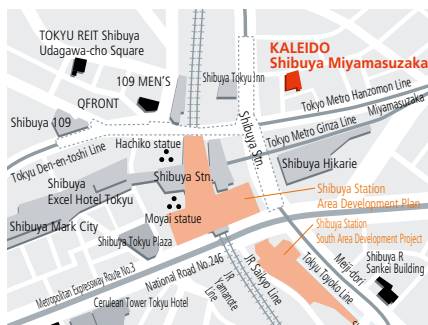 TOKYU REIT Shibuya
Udagawa-cho Square
KALEIDO
Shibuya Miyamasuzaka
109 MEN'S
Shibuya Tokyu Inn
QFRONT
Tokyo Metro Hanzomon Line
Miyamasuzaka
Shibuya 109
Tokyo Metro Ginza Line
Hachiko statue
Shibuya Stn.
Tokyu Den-en-toshi Line
Shibuya Hikarie
Shibuya
Excel Hotel Tokyu
Shibuya Stn.
Shibuya Station
Area Development Plan
Shibuya Mark City
Moyai statue
Shibuya Station
South Area Development Project
Shibuya Tokyu Plaza
Meiji-dori
Shibuya R
Sankei Building
Tokyu Toyoko Line
Metropolitan Expressway Route No.3
National Road No.246
JR Saikyo Line
JR
Yamanote
Line
Cerulean Tower Tokyu Hotel